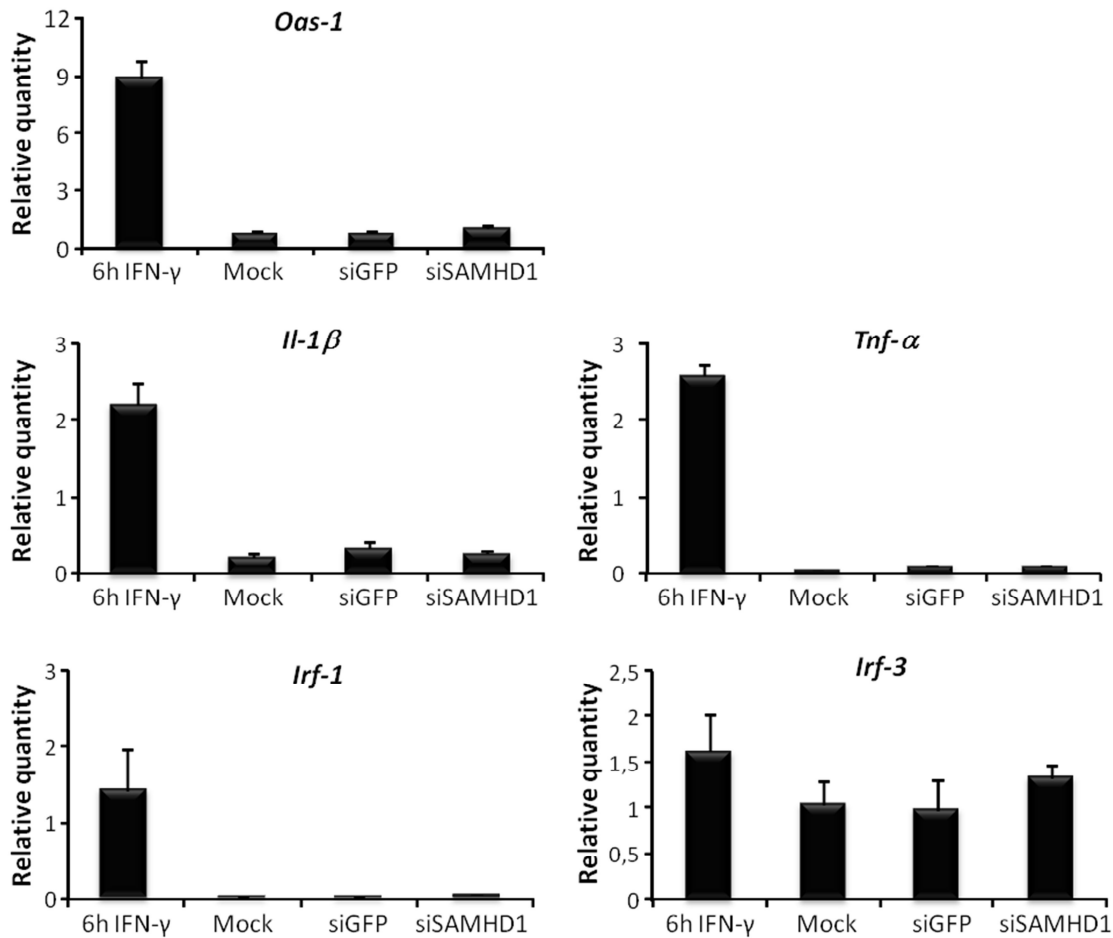 Oas-1
Relative quantity
12
9
6
3
0
6h IFN-γ Mock siGFP siSAMHD1
Il-1β
Relative quantity
3
2
1
0
6h IFN-γ Mock siGFP siSAMHD1
Tnf-α
Relative quantity
3
2
1
0
6h IFN-γ Mock siGFP siSAMHD1
Irf-1
Relative quantity
3
2
1
0
6h IFN-γ Mock siGFP siSAMHD1
Irf-3
Relative quantity
2,5
2
1,5
1
0,5
0
6h IFN-γ Mock siGFP siSAMHD1